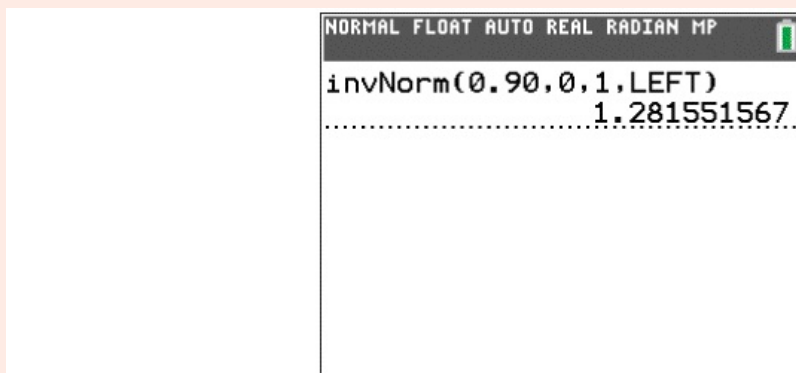 NORMAL FLOAT AUTO REAL RADIAN MP
invNorm(0.90,0,1,LEFT)
1.281551567